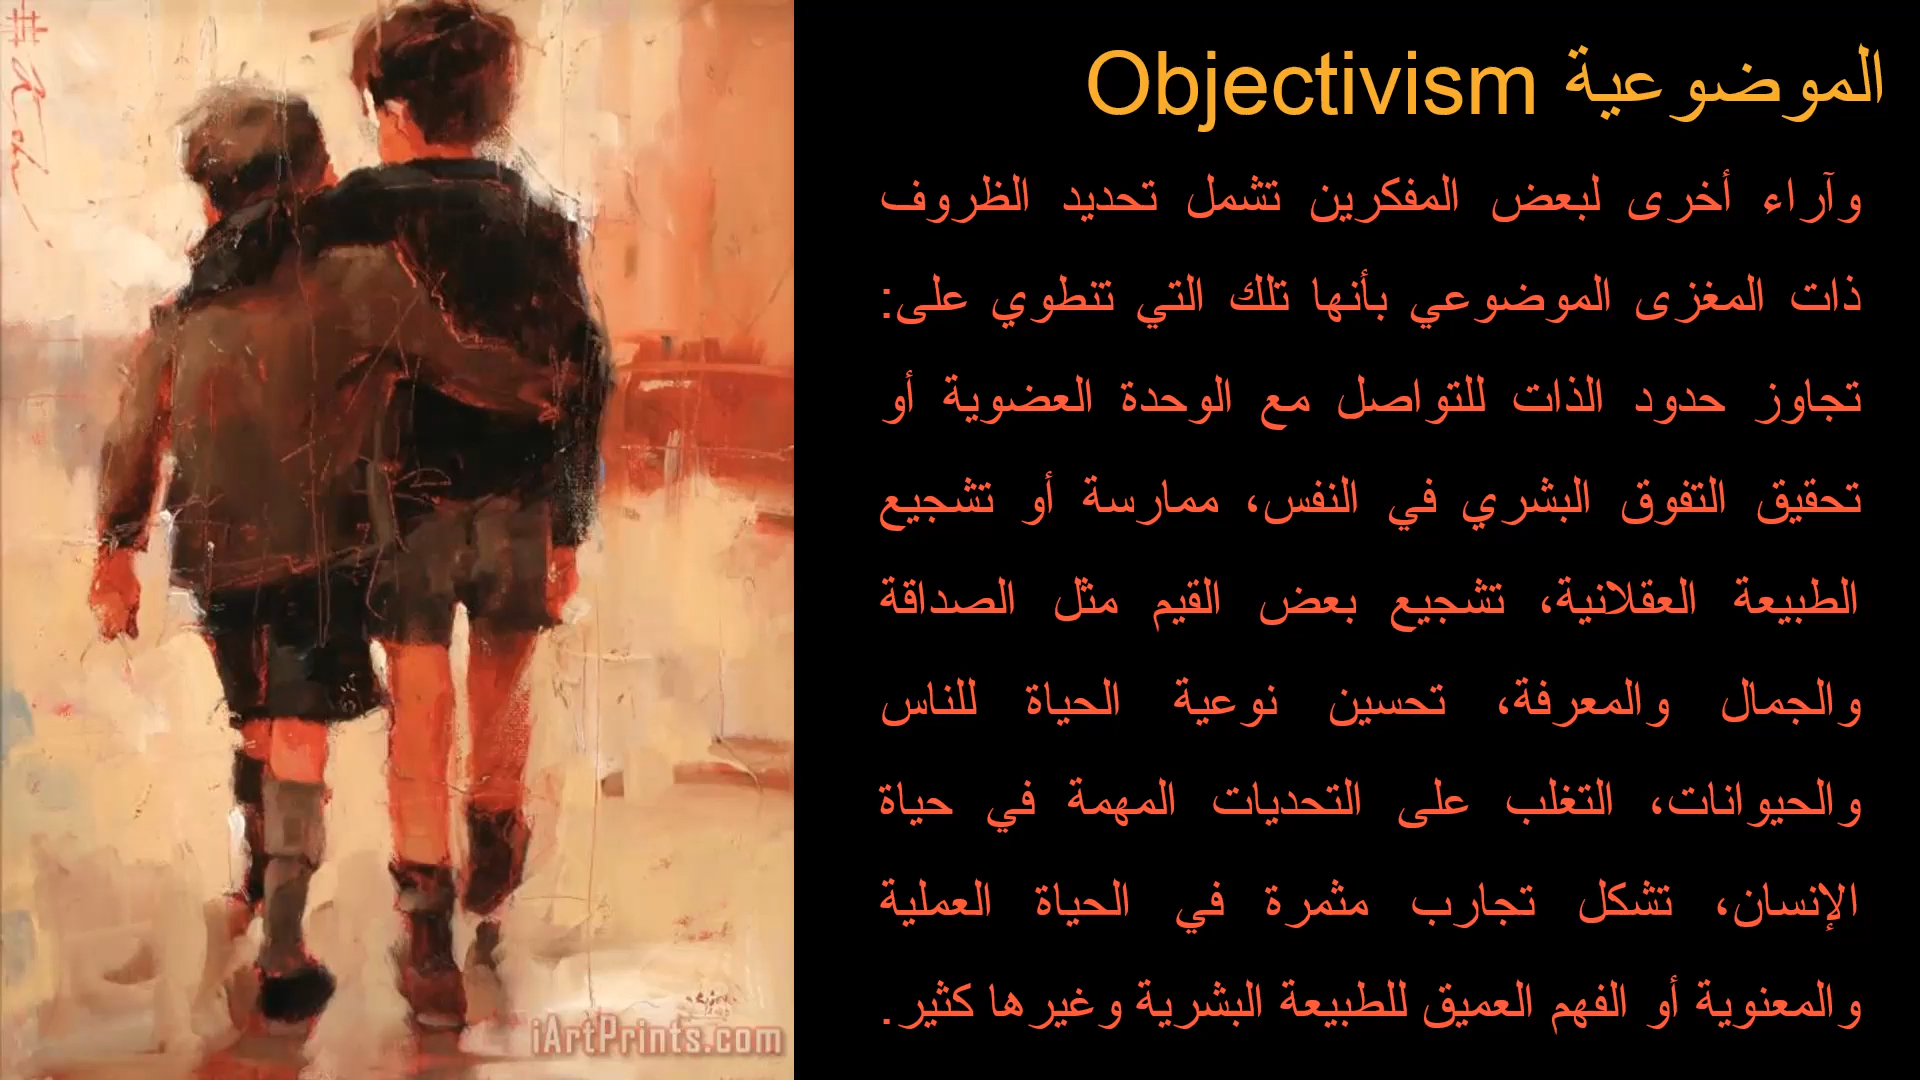 الموضوعية Objectivism
وآراء أخرى لبعض المفكرين تشمل تحديد الظروف
ذات المغزى الموضوعي بأنها تلك التي تنطوي على:
تجاوز حدود الذات للتواصل مع الوحدة العضوية أو
تحقيق التفوق البشري في النفس، ممارسة أو تشجيع
الطبيعة العقلانية، تشجيع بعض القيم مثل الصداقة
والجمال والمعرفة، تحسين نوعية الحياة للناس
والحيوانات، التغلب على التحديات المهمة في حياة
الإنسان، تشكل تجارب مثمرة في الحياة العملية
والمعنوية أو الفهم العميق للطبيعة البشرية وغيرها كثير.
iArtPrints.com